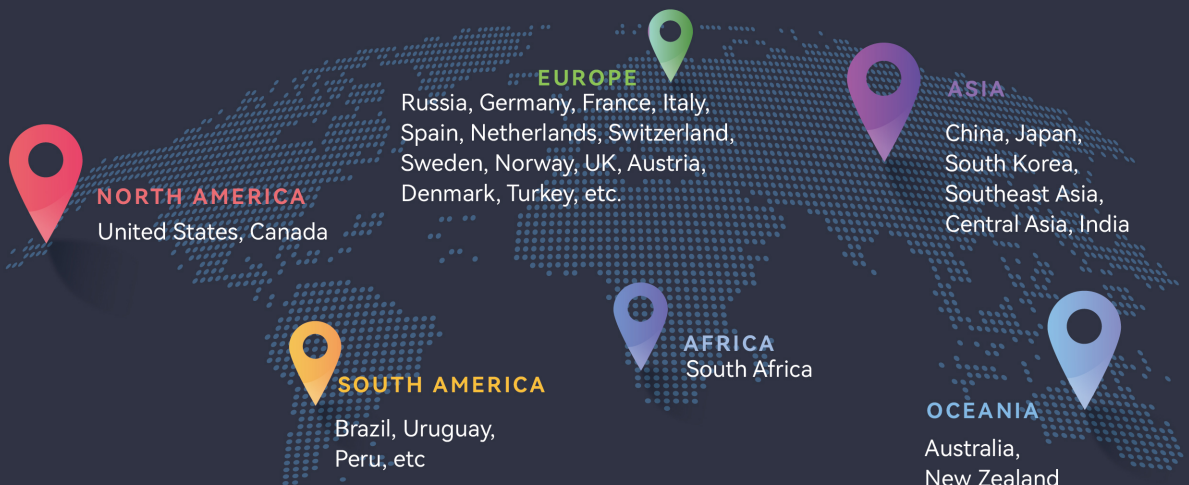 EUROPE
Russia, Germany, France, Italy,
Spain, Netherlands, Switzerland,
Sweden, Norway, UK, Austria,
Denmark, Turkey, etc.
ASIA
China, Japan,
South Korea,
Southeast Asia,
Central Asia, India
NORTH AMERICA
United States, Canada
AFRICA
South Africa
SOUTH AMERICA
Brazil, Uruguay,
Peru, etc
OCEANIA
Australia,
New Zealand